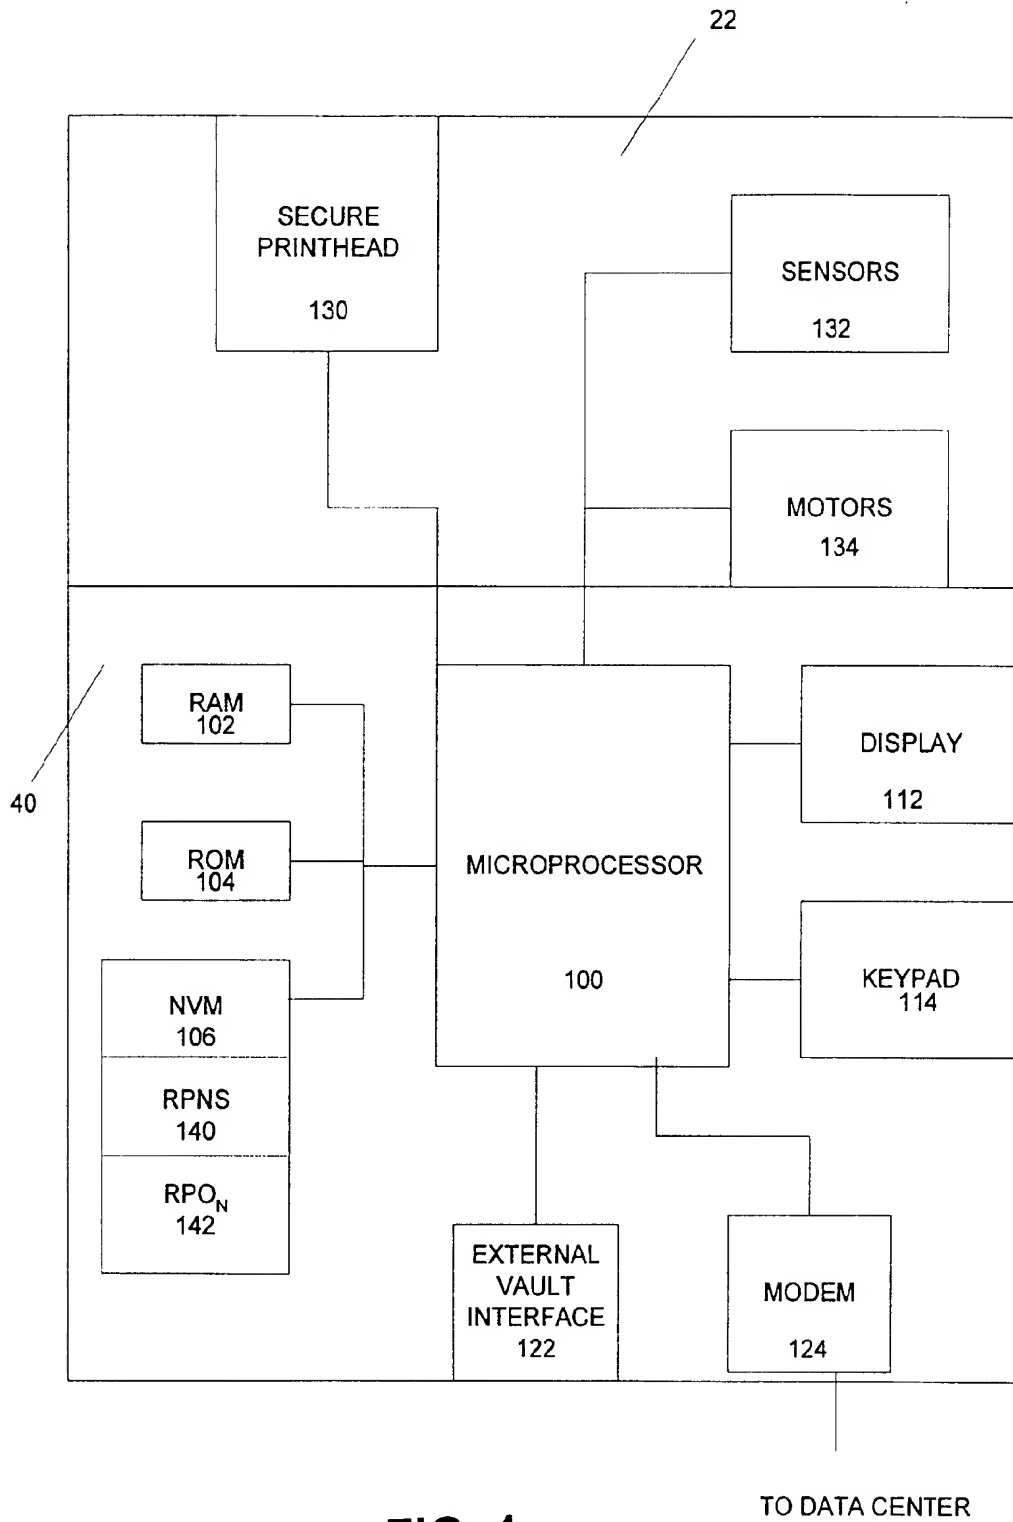 22
SECURE
PRINTHEAD
130
SENSORS
132
MOTORS
134
40
RAM
102
ROM
104
NVM
106
RPNS
140
RPO_N
142
MICROPROCESSOR
100
DISPLAY
112
KEYPAD
114
EXTERNAL
VAULT
INTERFACE
122
MODEM
124
TO DATA CENTER